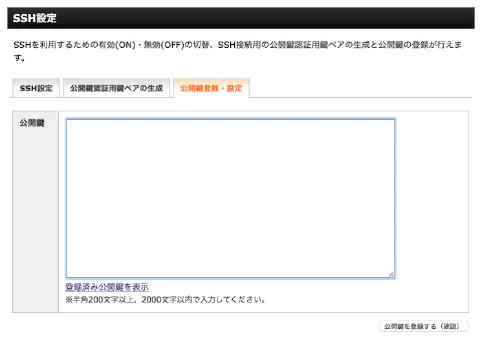 SSH設定
SSHを利用するための有効(ON)・無効(OFF)の切替、SSH接続用の公開鍵認証用鍵ペアの生成と公開鍵の登録が行えま
す。
SSH設定 公開鍵認証用鍵ペアの生成 公開鍵登録・設定
公開鍵
登録済み公開鍵を表示
※半角200文字以上、2000文字以内で入力してください。
公開鍵を登録する（確認）